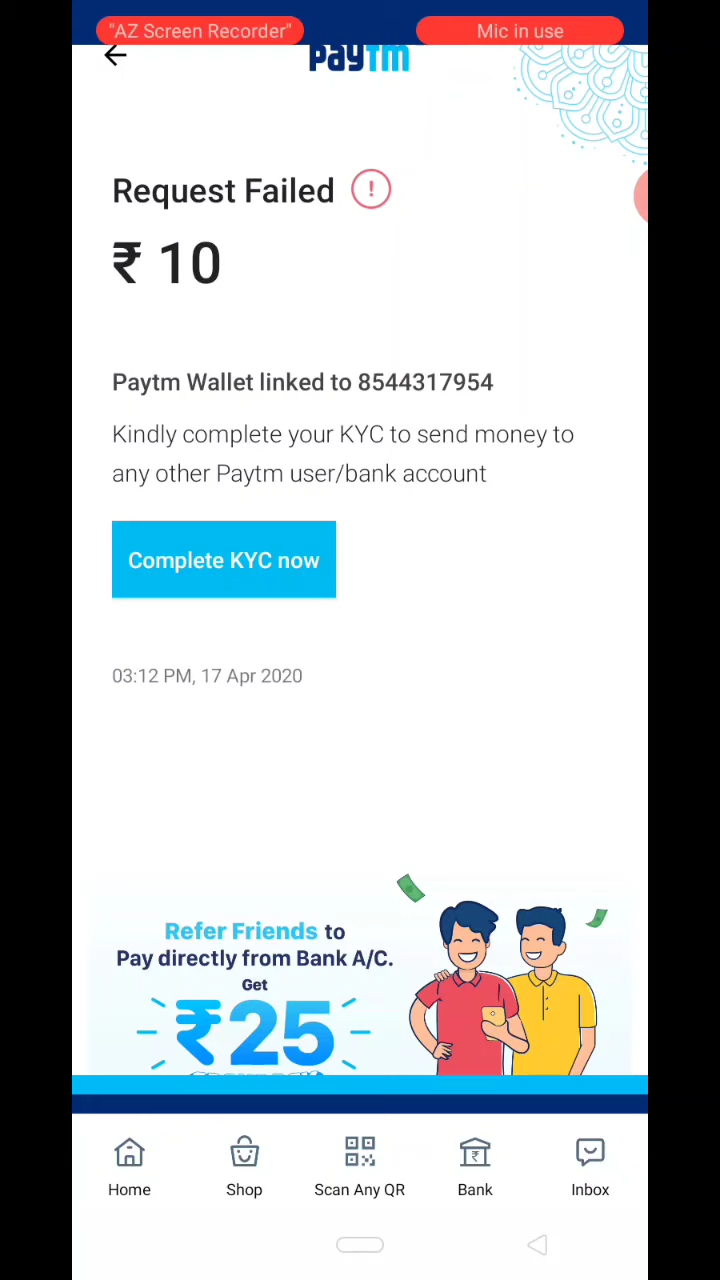 "AZ Screen Recorder"
Mic in use
paytm
Request Failed !
₹ 10
Paytm Wallet linked to 8544317954
Kindly complete your KYC to send money to
any other Paytm user/bank account
Complete KYC now
03:12 PM, 17 Apr 2020
Refer Friends to
Pay directly from Bank A/C.
Get
₹25
Home
Shop
Scan Any QR
Bank
Inbox